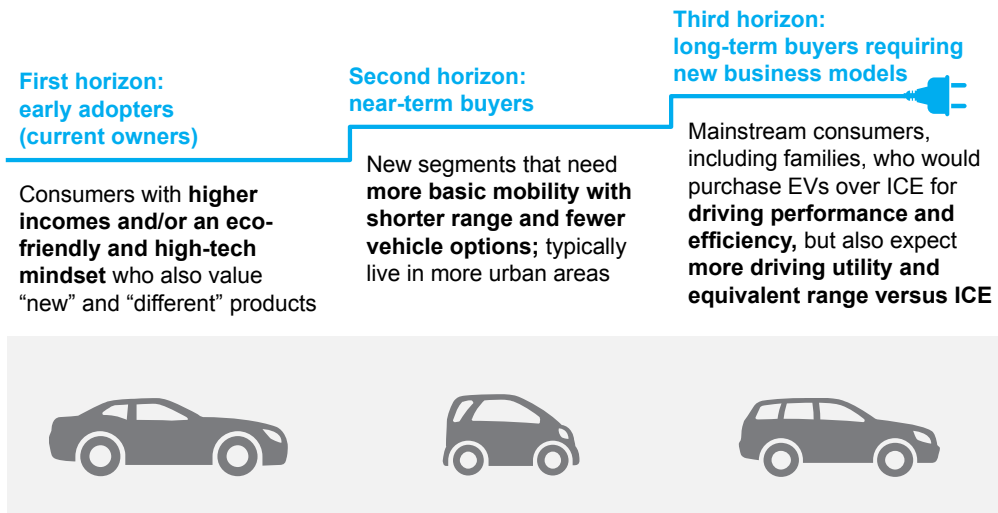 First horizon:
early adopters
(current owners)
Consumers with higher
incomes and/or an eco-
friendly and high-tech
mindset who also value
“new” and “different” products
Second horizon:
near-term buyers
New segments that need
more basic mobility with
shorter range and fewer
vehicle options; typically
live in more urban areas
Third horizon:
long-term buyers requiring
new business models
Mainstream consumers,
including families, who would
purchase EVs over ICE for
driving performance and
efficiency, but also expect
more driving utility and
equivalent range versus ICE